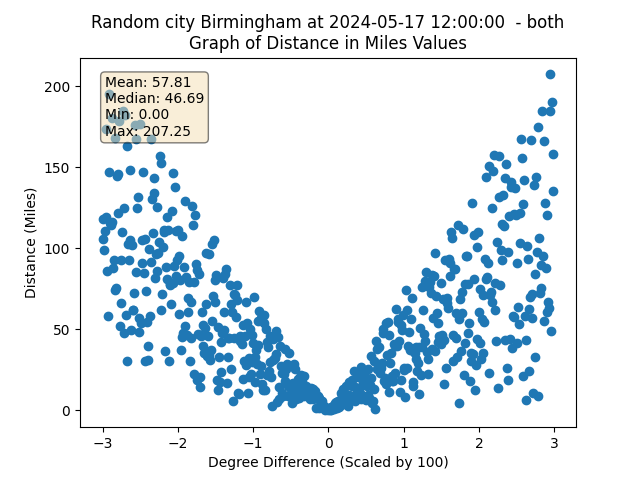 Random city Birmingham at 2024-05-17 12:00:00  - both
Graph of Distance in Miles Values
Mean: 57.81
Median: 46.69
Min: 0.00
Max: 207.25
200
150
100
50
0
Distance (Miles)
−3 −2 −1 0 1 2 3
Degree Difference (Scaled by 100)